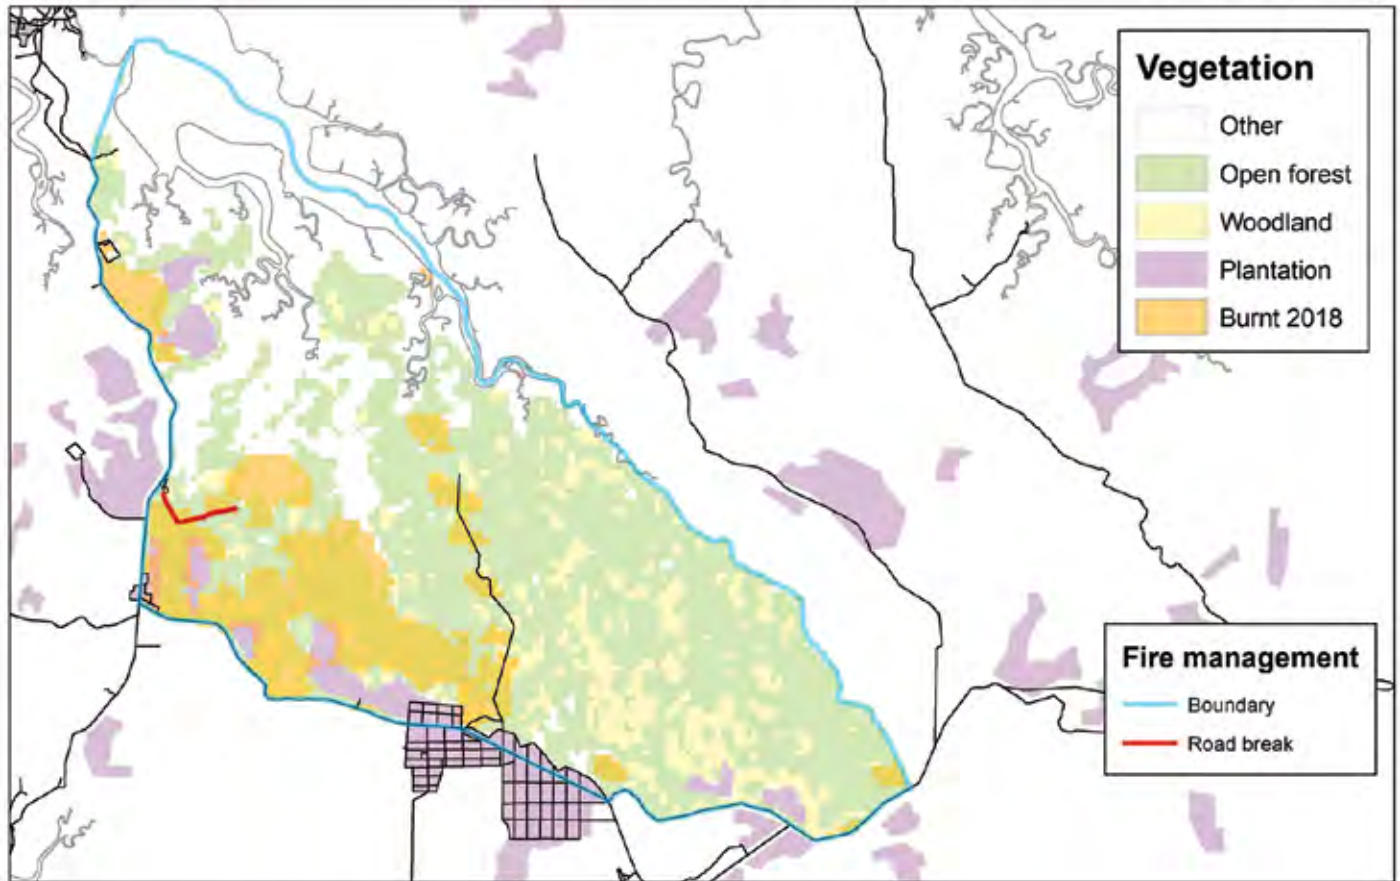 Vegetation
Other
Open forest
Woodland
Plantation
Burnt 2018
Fire management
Boundary
Road break